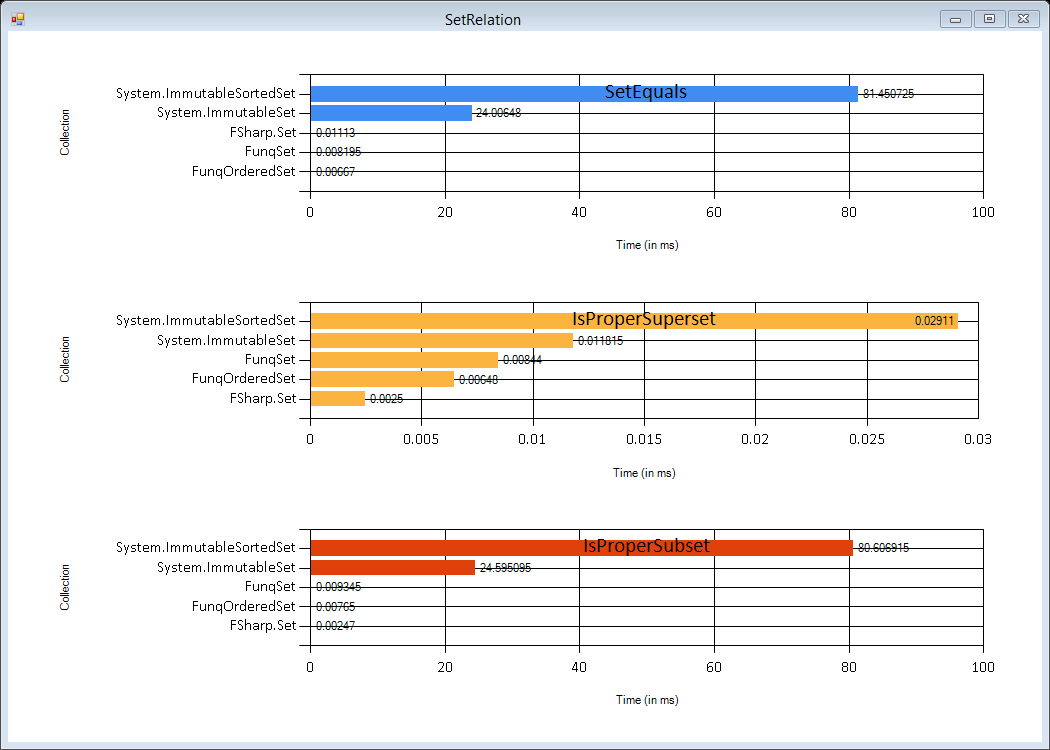 SetRelation
SetEquals
Collection
System.ImmutableSortedSet 81.450725
System.ImmutableSet 24.00648
FSharp.Set 0.01113
FunqSet 0.008195
FunqOrderedSet 0.00667
0 20 40 60 80 100
Time (in ms)
IsProperSuperset
Collection
System.ImmutableSortedSet 0.02911
System.ImmutableSet 0.011815
FunqSet 0.00844
FunqOrderedSet 0.00648
FSharp.Set 0.0025
0 0.005 0.01 0.015 0.02 0.025 0.03
Time (in ms)
IsProperSubset
Collection
System.ImmutableSortedSet 80.606915
System.ImmutableSet 24.595095
FunqSet 0.009345
FunqOrderedSet 0.00765
FSharp.Set 0.00247
0 20 40 60 80 100
Time (in ms)